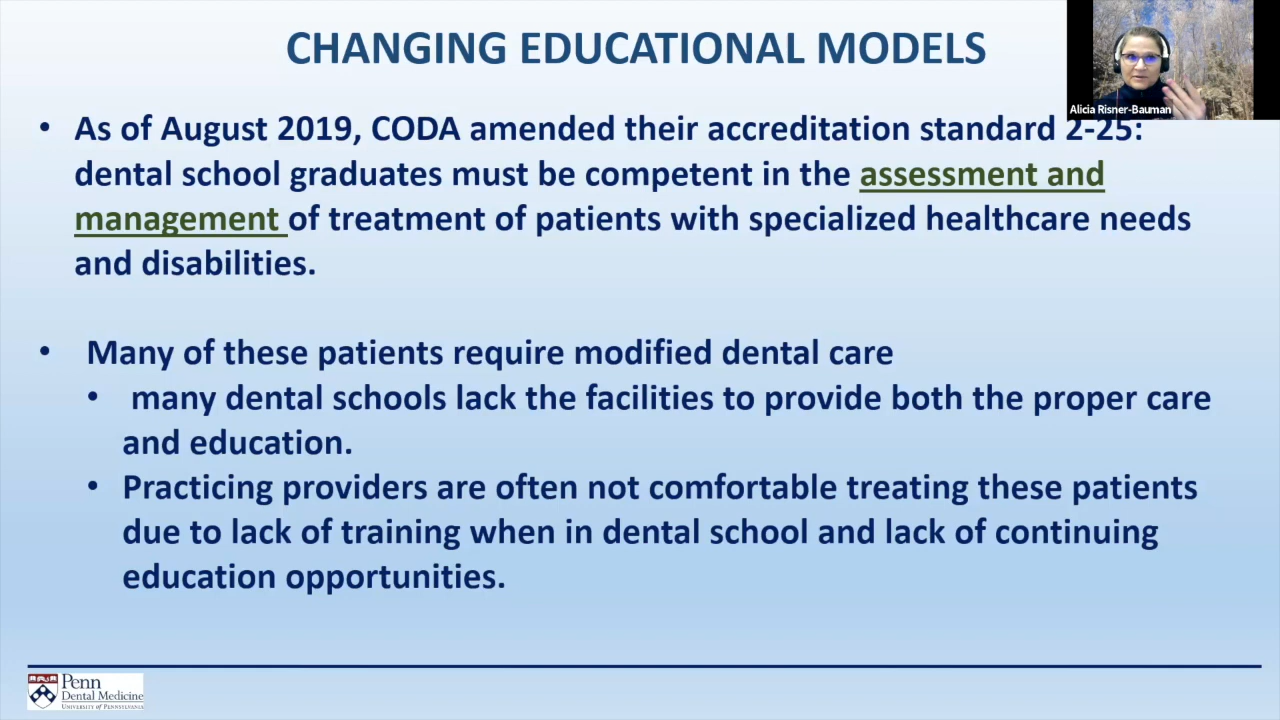 CHANGING EDUCATIONAL MODELS
Alicia Risner-Bauman
• As of August 2019, CODA amended their accreditation standard 2-25:
dental school graduates must be competent in the assessment and
management of treatment of patients with specialized healthcare needs
and disabilities.
• Many of these patients require modified dental care
• many dental schools lack the facilities to provide both the proper care
and education.
• Practicing providers are often not comfortable treating these patients
due to lack of training when in dental school and lack of continuing
education opportunities.
Penn
Dental Medicine
UNIVERSITY of PENNSYLVANIA